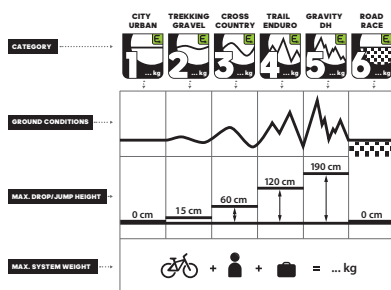 CITY URBAN
TREKKING GRAVEL
CROSS COUNTRY
TRAIL ENDURO
GRAVITY DH
ROAD RACE
CATEGORY
E E E E E E
1 2 3 4 5 6
... kg ... kg ... kg ... kg ... kg ... kg
GROUND CONDITIONS
MAX. DROP/JUMP HEIGHT
0 cm 15 cm 60 cm 120 cm 190 cm 0 cm
MAX. SYSTEM WEIGHT
+ + = ... kg